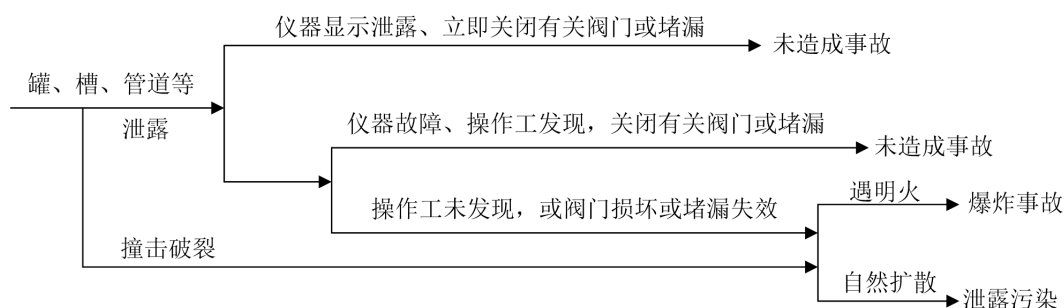 仪器显示泄露、立即关闭有关阀门或堵漏
未造成事故
罐、槽、管道等
泄露
仪器故障、操作工发现，关闭有关阀门或堵漏
未造成事故
操作工未发现，或阀门损坏或堵漏失效
遇明火
爆炸事故
撞击破裂
自然扩散
泄露污染